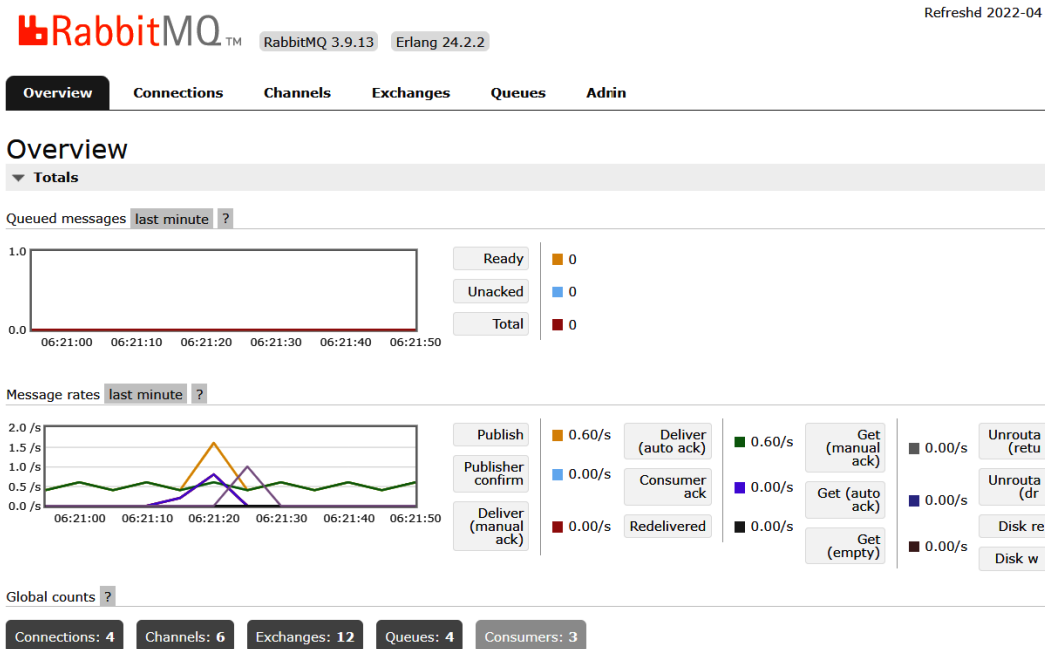 Refreshd 2022-04
RabbitMQ TM RabbitMQ 3.9.13 Erlang 24.2.2
Overview Connections Channels Exchanges Queues Admin
Overview
Totals
Queued messages last minute ?
1.0
0.0
06:21:00 06:21:10 06:21:20 06:21:30 06:21:40 06:21:50
Ready 0
Unacked 0
Total 0
Message rates last minute ?
2.0 /s
1.5 /s
1.0 /s
0.5 /s
0.0 /s
06:21:00 06:21:10 06:21:20 06:21:30 06:21:40 06:21:50
Publish 0.60/s
Publisher
confirm 0.00/s
Deliver
(manual
ack) 0.00/s
Deliver
(auto ack) 0.60/s
Consumer
ack 0.00/s
Redelivered 0.00/s
Get
(manual
ack) 0.00/s
Get (auto
ack) 0.00/s
Get
(empty) 0.00/s
Unrouta
(retu
Unrouta
(dr
Disk re
Disk w
Global counts ?
Connections: 4 Channels: 6 Exchanges: 12 Queues: 4 Consumers: 3